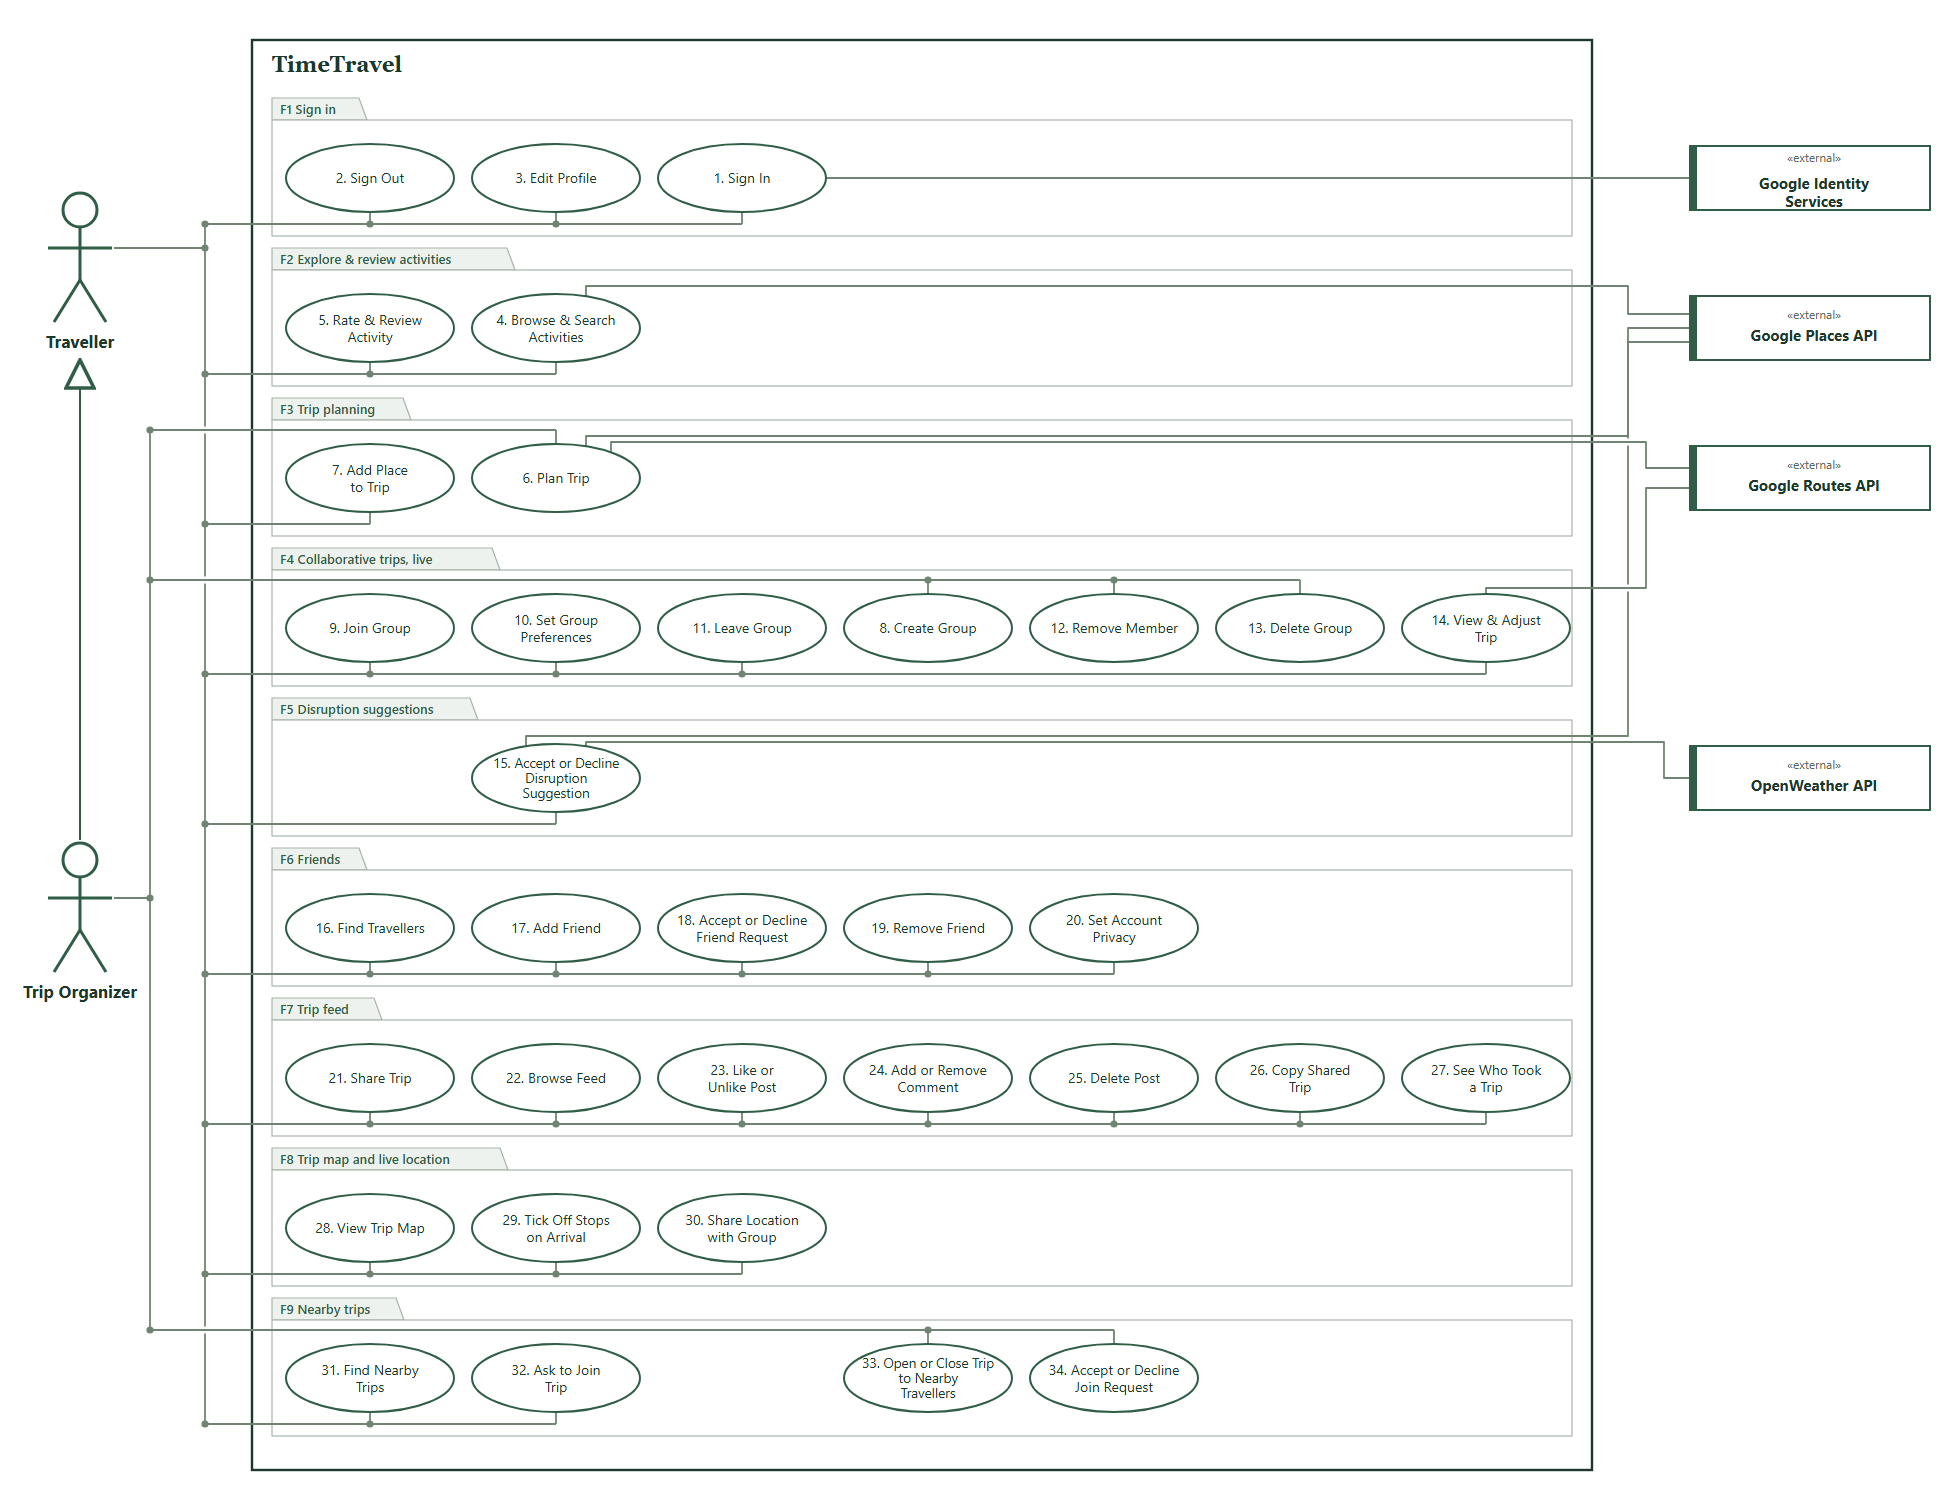 TimeTravel
F1 Sign in
2. Sign Out
3. Edit Profile
1. Sign In
«external»
Google Identity
Services
Traveller
F2 Explore & review activities
5. Rate & Review
Activity
4. Browse & Search
Activities
«external»
Google Places API
F3 Trip planning
7. Add Place
to Trip
6. Plan Trip
«external»
Google Routes API
F4 Collaborative trips, live
9. Join Group
10. Set Group
Preferences
11. Leave Group
8. Create Group
12. Remove Member
13. Delete Group
14. View & Adjust
Trip
F5 Disruption suggestions
15. Accept or Decline
Disruption
Suggestion
«external»
OpenWeather API
Trip Organizer
F6 Friends
16. Find Travellers
17. Add Friend
18. Accept or Decline
Friend Request
19. Remove Friend
20. Set Account
Privacy
F7 Trip feed
21. Share Trip
22. Browse Feed
23. Like or
Unlike Post
24. Add or Remove
Comment
25. Delete Post
26. Copy Shared
Trip
27. See Who Took
a Trip
F8 Trip map and live location
28. View Trip Map
29. Tick Off Stops
on Arrival
30. Share Location
with Group
F9 Nearby trips
31. Find Nearby
Trips
32. Ask to Join
Trip
33. Open or Close Trip
to Nearby
Travellers
34. Accept or Decline
Join Request